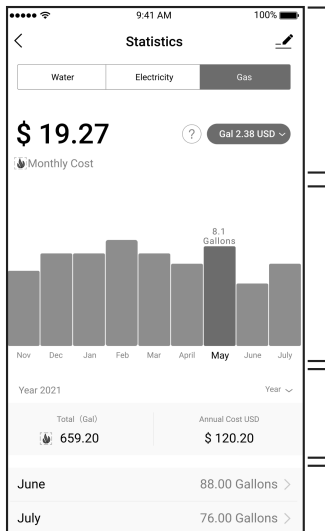 9:41 AM 100%
Statistics
Water Electricity Gas
$ 19.27 ? Gal 2.38 USD
Monthly Cost
8.1
Gallons
Nov Dec Jan Feb Mar April May June July
Year 2021 Year
Total (Gal) Annual Cost USD
659.20 $ 120.20
June 88.00 Gallons
July 76.00 Gallons